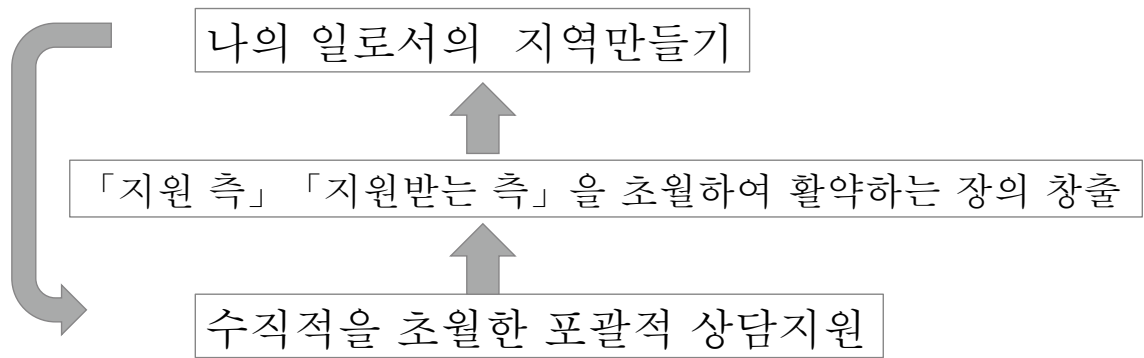 나의 일로서의 지역만들기
「지원 측」「지원받는 측」을 초월하여 활약하는 장의 창출
수직적을 초월한 포괄적 상담지원